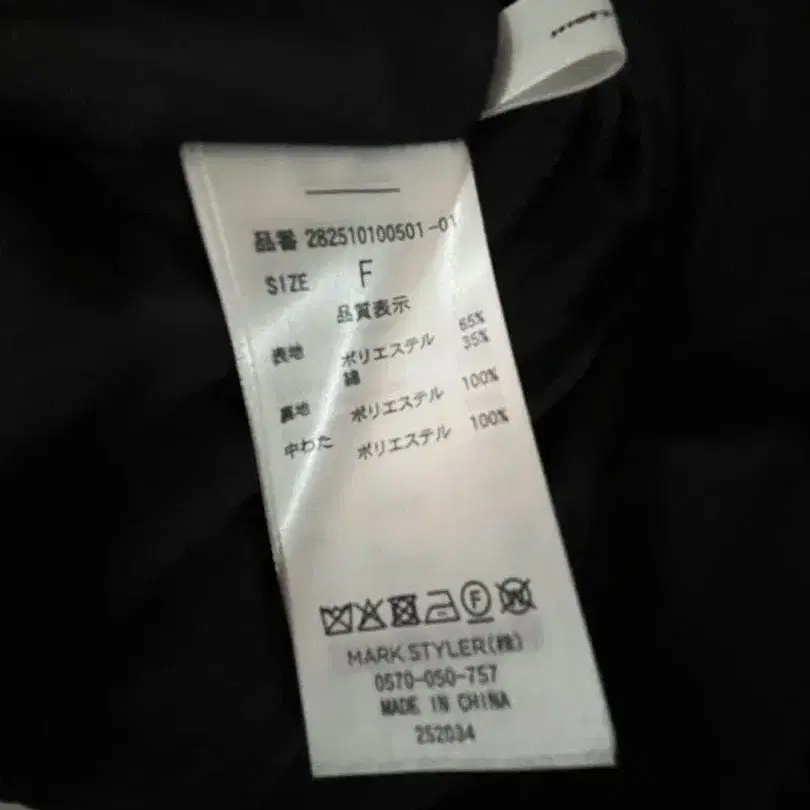 品番 282510100501-01
SIZE F
品質表示
表地 ポリエステル 65%
綿 35%
裏地 ポリエステル 100%
中わた ポリエステル 100%
MARK STYLER(株)
0570-050-757
MADE IN CHINA
252034